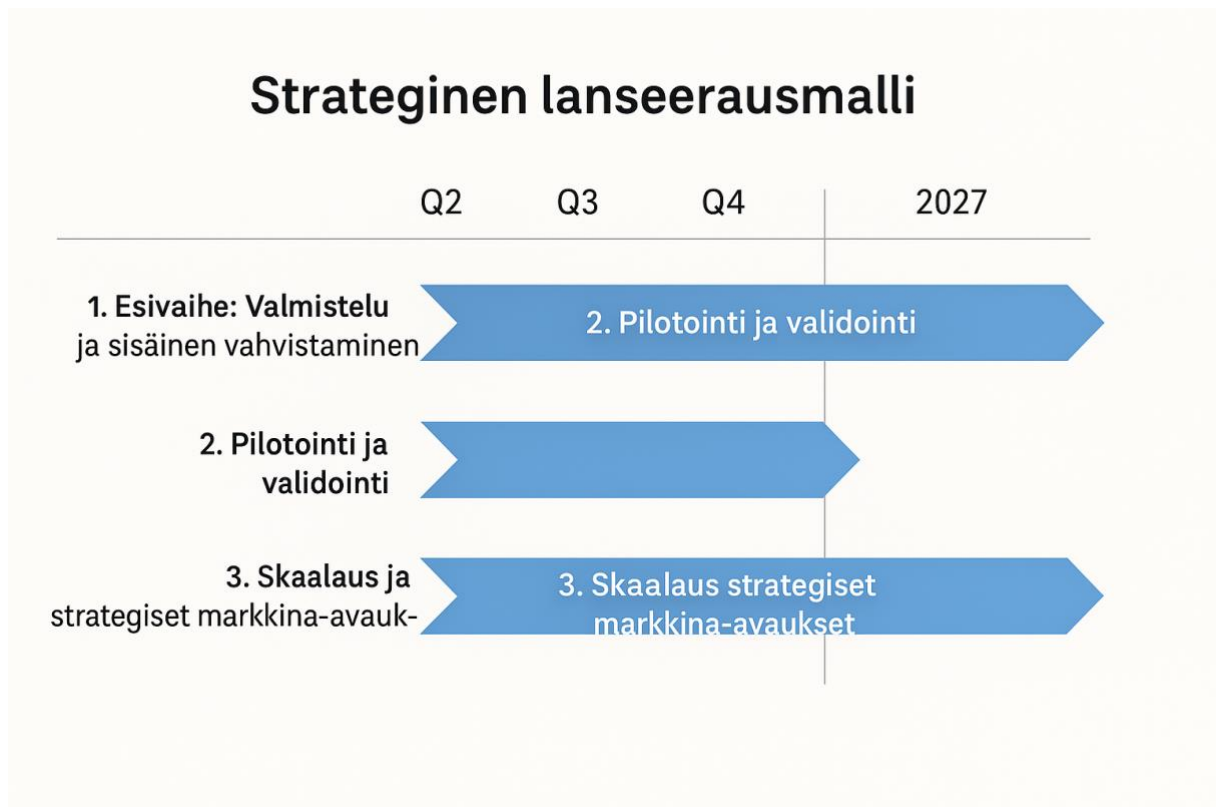 Strateginen lanseerausmalli
Q2 Q3 Q4 2027
1. Esivaihe: Valmistelu
ja sisäinen vahvistaminen
2. Pilotointi ja validointi
2. Pilotointi ja
validointi
3. Skaalaus ja
strategiset markkina-avauk-
3. Skaalaus strategiset
markkina-avaukset